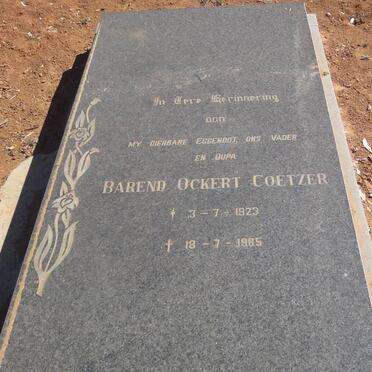 In Tere Herinnering
aan
MY DIERBARE EGGENOOT, ONS VADER
EN OUPA
BAREND OCKERT COETZER
3-7-1923
† 18-7-1985